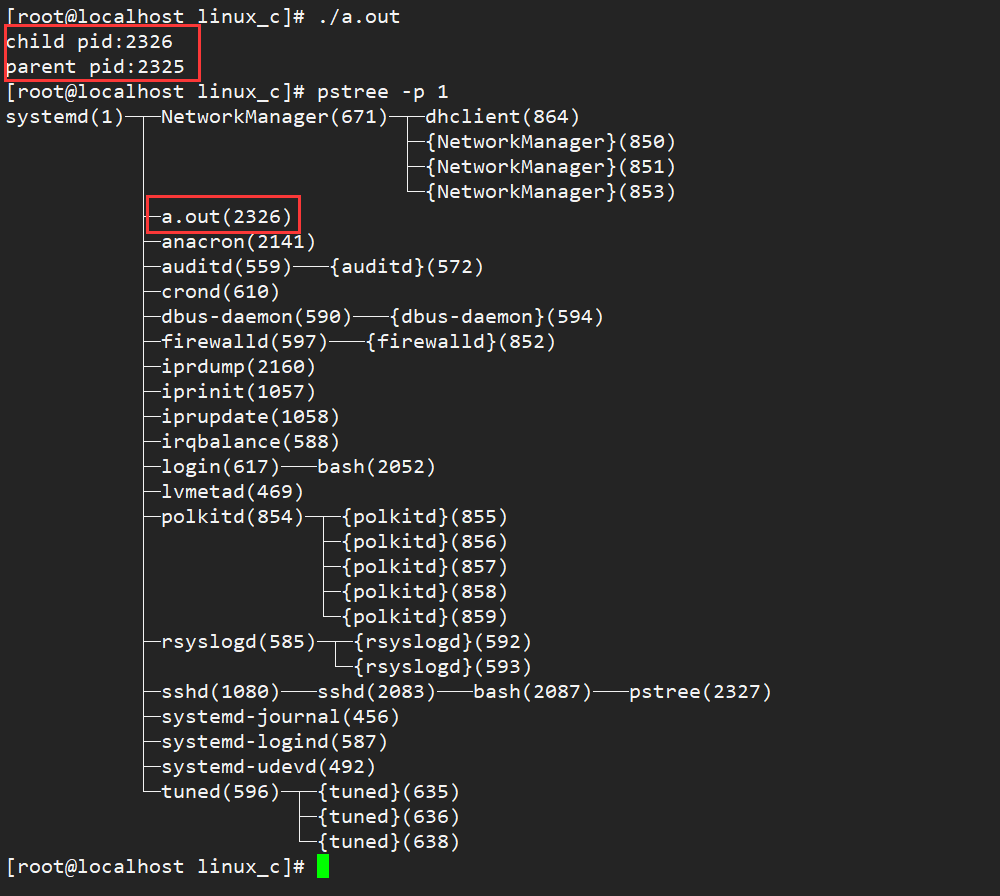 [root@localhost linux_c]# ./a.out
child pid:2326
parent pid:2325
[root@localhost linux_c]# pstree -p 1
systemd(1)─┬─NetworkManager(671)─┬─dhclient(864)
           │                     ├─{NetworkManager}(850)
           │                     ├─{NetworkManager}(851)
           │                     └─{NetworkManager}(853)
           ├─a.out(2326)
           ├─anacron(2141)
           ├─auditd(559)───{auditd}(572)
           ├─crond(610)
           ├─dbus-daemon(590)───{dbus-daemon}(594)
           ├─firewalld(597)───{firewalld}(852)
           ├─iprdump(2160)
           ├─iprinit(1057)
           ├─iprupdate(1058)
           ├─irqbalance(588)
           ├─login(617)───bash(2052)
           ├─lvmetad(469)
           ├─polkitd(854)─┬─{polkitd}(855)
           │              ├─{polkitd}(856)
           │              ├─{polkitd}(857)
           │              ├─{polkitd}(858)
           │              └─{polkitd}(859)
           ├─rsyslogd(585)─┬─{rsyslogd}(592)
           │               └─{rsyslogd}(593)
           ├─sshd(1080)───sshd(2083)───bash(2087)───pstree(2327)
           ├─systemd-journal(456)
           ├─systemd-logind(587)
           ├─systemd-udevd(492)
           └─tuned(596)─┬─{tuned}(635)
                        ├─{tuned}(636)
                        └─{tuned}(638)
[root@localhost linux_c]#